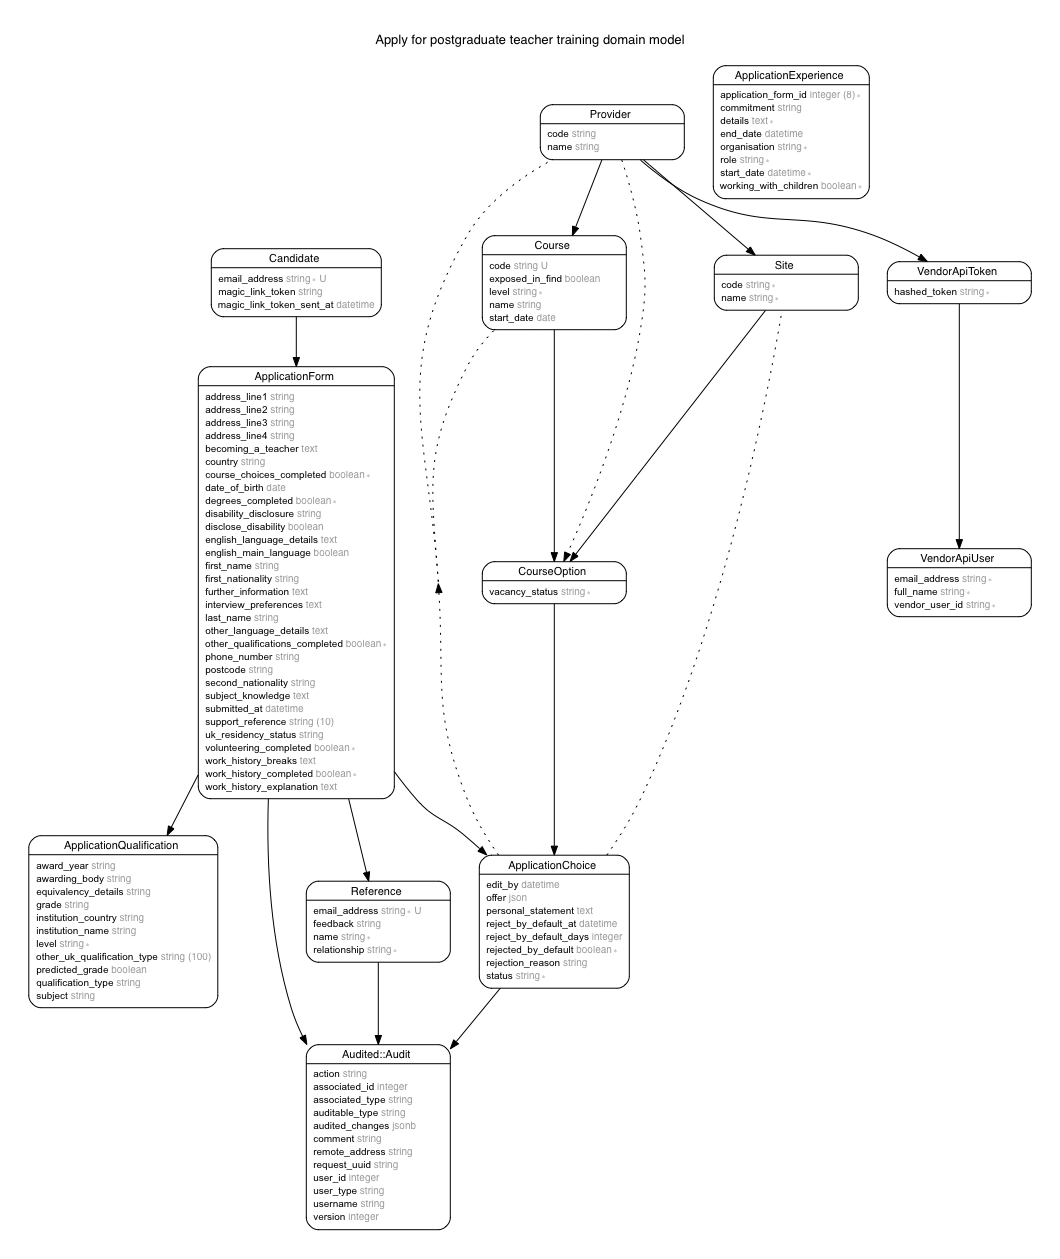 Apply for postgraduate teacher training domain model
ApplicationExperience
application_form_id integer (8) ∗
commitment string
details text ∗
end_date datetime
organisation string ∗
role string ∗
start_date datetime ∗
working_with_children boolean ∗
Provider
code string
name string
Course
code string U
exposed_in_find boolean
level string ∗
name string
start_date date
Site
code string ∗
name string ∗
VendorApiToken
hashed_token string ∗
Candidate
email_address string ∗ U
magic_link_token string
magic_link_token_sent_at datetime
ApplicationForm
address_line1 string
address_line2 string
address_line3 string
address_line4 string
becoming_a_teacher text
country string
course_choices_completed boolean ∗
date_of_birth date
degrees_completed boolean ∗
disability_disclosure string
disclose_disability boolean
english_language_details text
english_main_language boolean
first_name string
first_nationality string
further_information text
interview_preferences text
last_name string
other_language_details text
other_qualifications_completed boolean ∗
phone_number string
postcode string
second_nationality string
subject_knowledge text
submitted_at datetime
support_reference string (10)
uk_residency_status string
volunteering_completed boolean ∗
work_history_breaks text
work_history_completed boolean ∗
work_history_explanation text
CourseOption
vacancy_status string ∗
VendorApiUser
email_address string ∗
full_name string ∗
vendor_user_id string ∗
ApplicationQualification
award_year string
awarding_body string
equivalency_details string
grade string
institution_country string
institution_name string
level string ∗
other_uk_qualification_type string (100)
predicted_grade boolean
qualification_type string
subject string
Reference
email_address string ∗ U
feedback string
name string ∗
relationship string ∗
ApplicationChoice
edit_by datetime
offer json
personal_statement text
reject_by_default_at datetime
reject_by_default_days integer
rejected_by_default boolean ∗
rejection_reason string
status string ∗
Audited::Audit
action string
associated_id integer
associated_type string
auditable_type string
audited_changes jsonb
comment string
remote_address string
request_uuid string
user_id integer
user_type string
username string
version integer